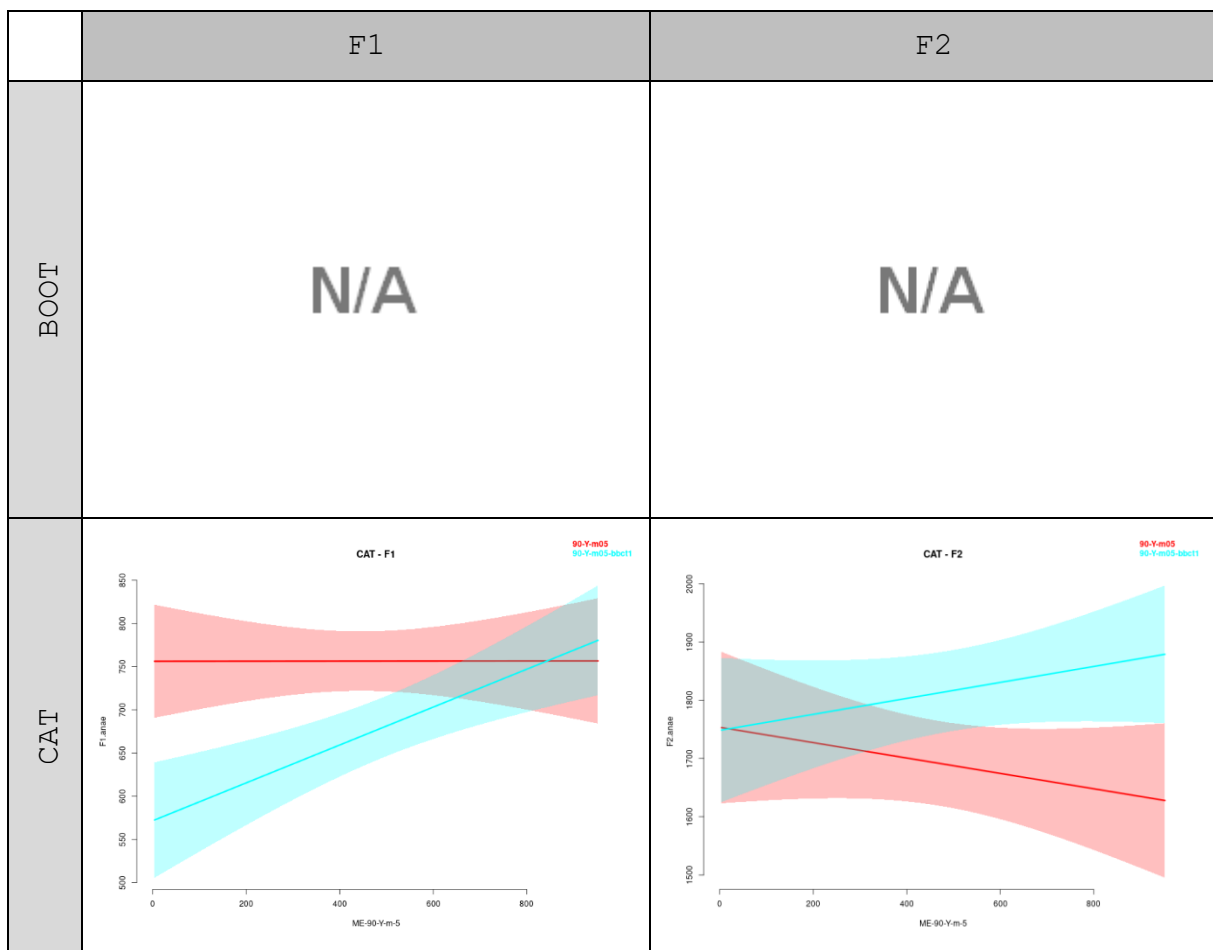 F1
F2
BOOT
N/A
N/A
CAT
CAT - F1
90-Y-m05
90-Y-m05-bbct1
F1.anae
850
800
750
700
650
600
550
500
0
200
400
600
800
ME-90-Y-m-5
CAT - F2
90-Y-m05
90-Y-m05-bbct1
F2.anae
2000
1900
1800
1700
1600
1500
0
200
400
600
800
ME-90-Y-m-5